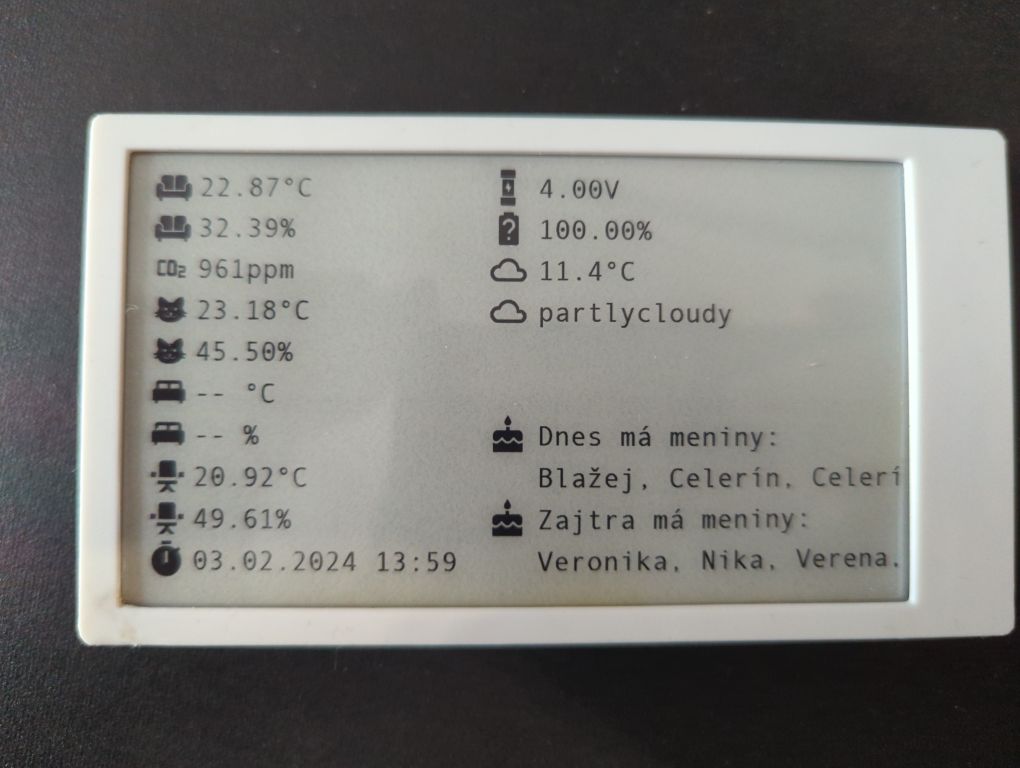 22.87°C
32.39%
CO₂ 961ppm
23.18°C
45.50%
-- °C
-- %
20.92°C
49.61%
03.02.2024 13:59
4.00V
? 100.00%
11.4°C
partlycloudy
Dnes má meniny:
Blažej, Celerín, Celerí
Zajtra má meniny:
Veronika, Nika, Verena,